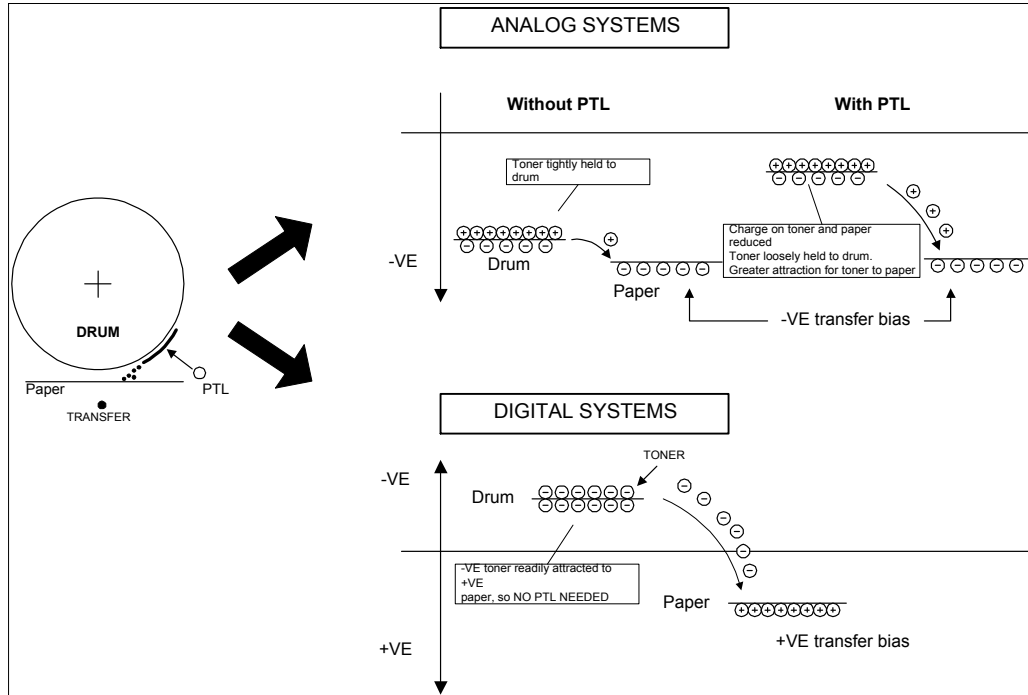 ANALOG SYSTEMS
Without PTL
With PTL
Toner tightly held to
drum
Drum
Paper
-VE
Charge on toner and paper
reduced
Toner loosely held to drum.
Greater attraction for toner to paper
-VE transfer bias
DRUM
Paper
PTL
TRANSFER
DIGITAL SYSTEMS
-VE
TONER
Drum
-VE toner readily attracted to
+VE
paper, so NO PTL NEEDED
Paper
+VE
+VE transfer bias